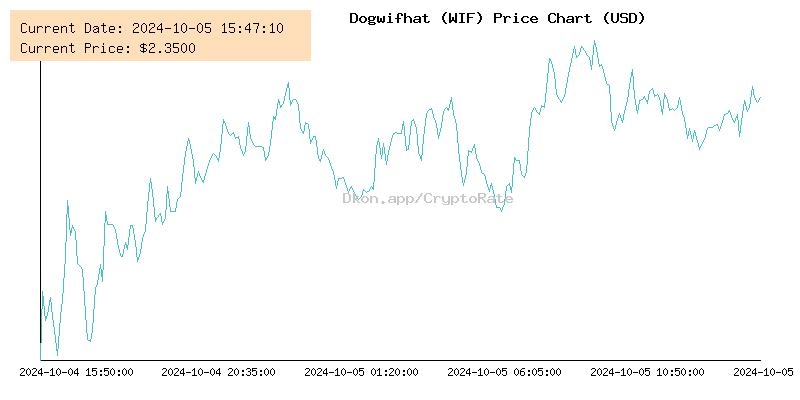 Dogwifhat (WIF) Price Chart (USD)
Current Date: 2024-10-05 15:47:10
Current Price: $2.3500
Dkon.app/CryptoRate
2024-10-04 15:50:00 2024-10-04 20:35:00 2024-10-05 01:20:00 2024-10-05 06:05:00 2024-10-05 10:50:00 2024-10-05